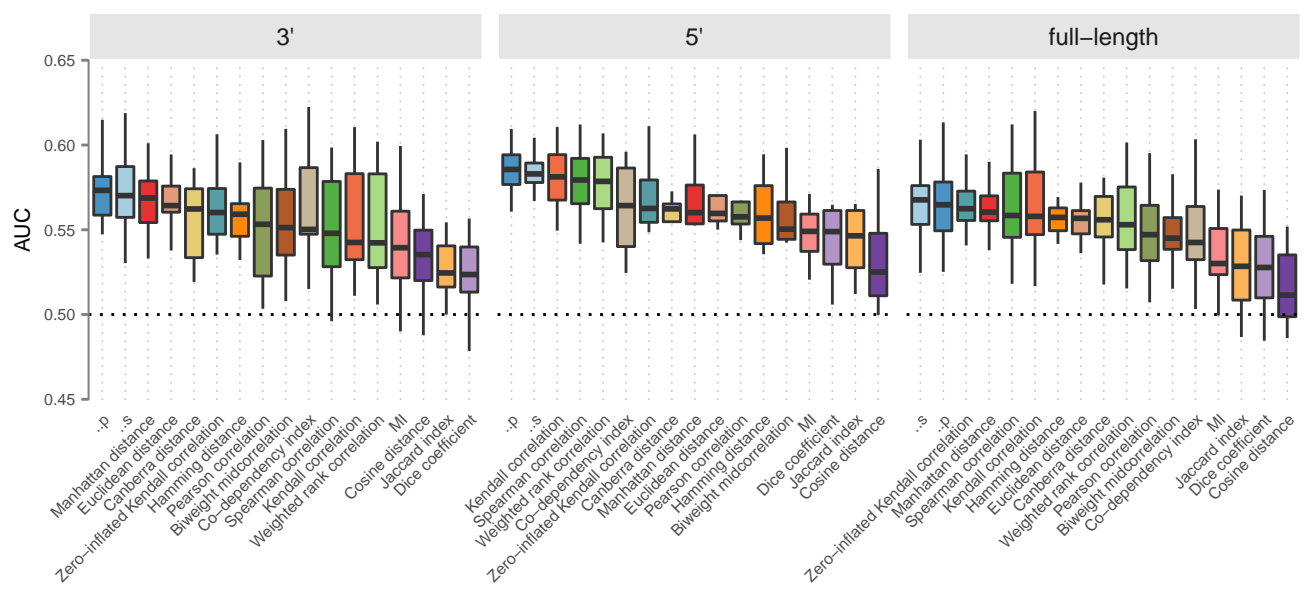 3'
5'
full−length
0.65
0.60
0.55
0.50
0.45
AUC
..p
..s
Manhattan distance
Euclidean distance
Canberra distance
Zero−inflated Kendall correlation
Hamming distance
Pearson correlation
Biweight midcorrelation
Co−dependency index
Spearman correlation
Kendall correlation
Weighted rank correlation
MI
Cosine distance
Jaccard index
Dice coefficient
..p
..s
Kendall correlation
Spearman correlation
Weighted rank correlation
Co−dependency index
Zero−inflated Kendall correlation
Canberra distance
Manhattan distance
Euclidean distance
Pearson correlation
Hamming distance
Biweight midcorrelation
MI
Dice coefficient
Jaccard index
Cosine distance
..s
..p
Zero−inflated Kendall correlation
Manhattan distance
Spearman correlation
Kendall correlation
Hamming distance
Euclidean distance
Canberra distance
Weighted rank correlation
Pearson correlation
Biweight midcorrelation
Co−dependency index
MI
Jaccard index
Dice coefficient
Cosine distance